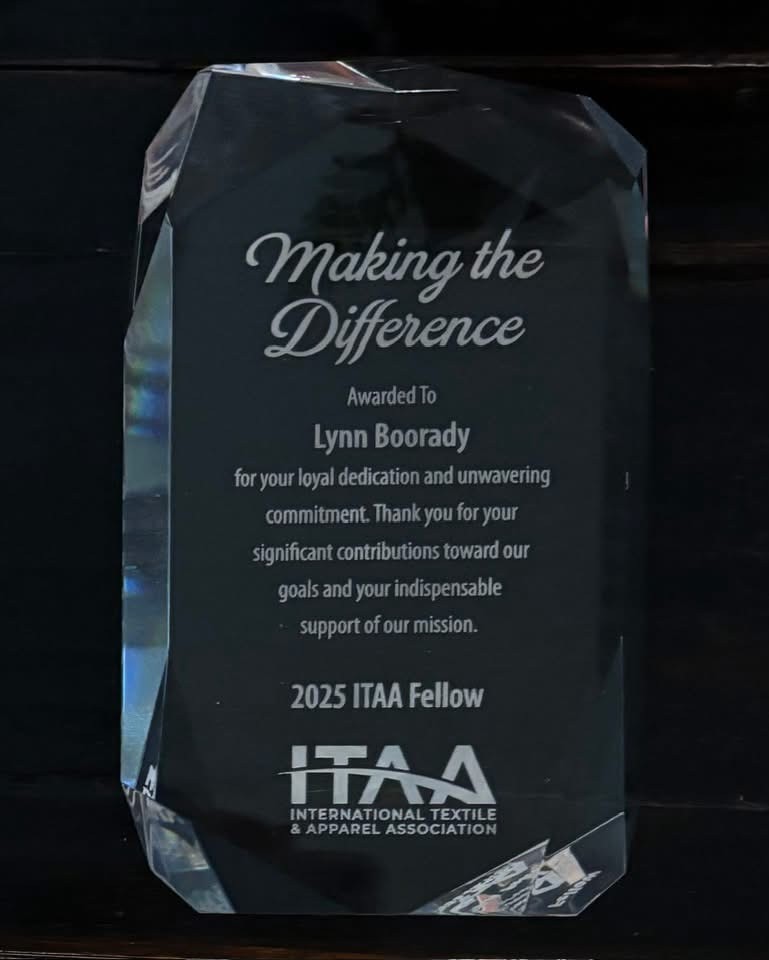 Making the
Difference
Awarded To
Lynn Boorady
for your loyal dedication and unwavering
commitment. Thank you for your
significant contributions toward our
goals and your indispensable
support of our mission.
2025 ITAA Fellow
ITAA
INTERNATIONAL TEXTILE
& APPAREL ASSOCIATION